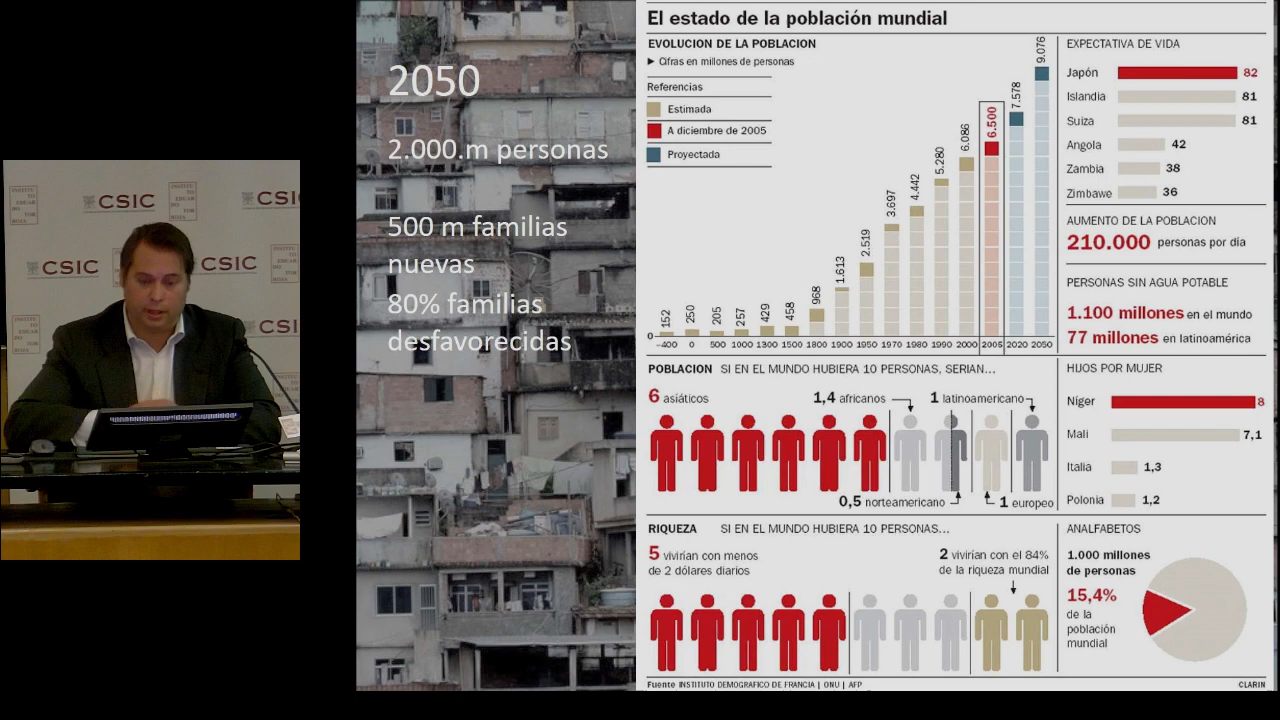 INSTITU
TO
EDUAR
DO
TOR
ROJA
CSIC
CSIC
CSIC
CSIC
2050
2.000.m personas
500 m familias
nuevas
80% familias
desfavorecidas
El estado de la población mundial
EVOLUCION DE LA POBLACION
Cifras en millones de personas
Referencias
Estimada
A diciembre de 2005
Proyectada
152 250 205 257 429 458 968 1.613 2.519 3.697 4.442 5.280 6.086 6.500 7.578 9.076
0
-400 0 500 1000 1300 1500 1800 1900 1950 1970 1980 1990 2000 2005 2020 2050
EXPECTATIVA DE VIDA
Japón 82
Islandia 81
Suiza 81
Angola 42
Zambia 38
Zimbawe 36
AUMENTO DE LA POBLACION
210.000 personas por día
PERSONAS SIN AGUA POTABLE
1.100 millones en el mundo
77 millones en latinoamérica
POBLACION SI EN EL MUNDO HUBIERA 10 PERSONAS, SERIAN...
6 asiáticos
1,4 africanos
1 latinoamericano
0,5 norteamericano
1 europeo
HIJOS POR MUJER
Níger 8
Mali 7,1
Italia 1,3
Polonia 1,2
RIQUEZA SI EN EL MUNDO HUBIERA 10 PERSONAS...
5 vivirían con menos
de 2 dólares diarios
2 vivirían con el 84%
de la riqueza mundial
ANALFABETOS
1.000 millones
de personas
15,4%
de la
población
mundial
Fuente INSTITUTO DEMOGRAFICO DE FRANCIA | ONU | AFP
CLARIN